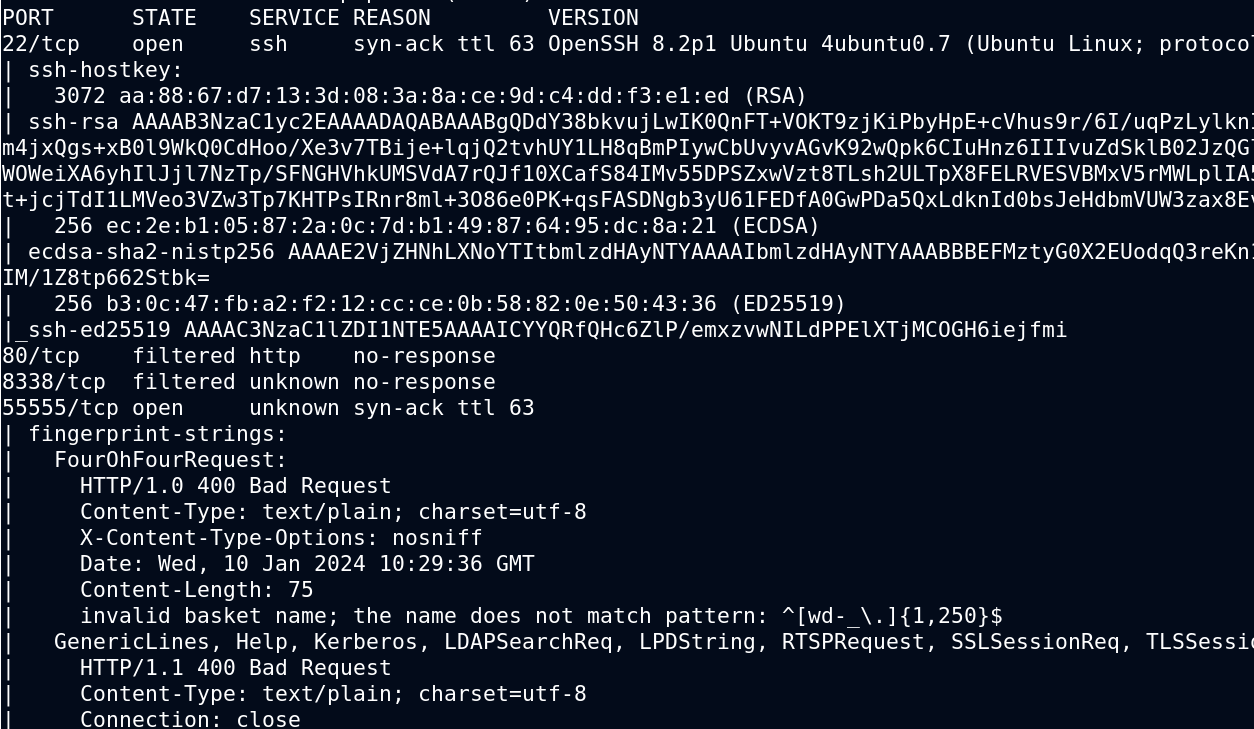 PORT      STATE    SERVICE REASON         VERSION
22/tcp    open     ssh     syn-ack ttl 63 OpenSSH 8.2p1 Ubuntu 4ubuntu0.7 (Ubuntu Linux; protocol
| ssh-hostkey:
|   3072 aa:88:67:d7:13:3d:08:3a:8a:ce:9d:c4:dd:f3:e1:ed (RSA)
| ssh-rsa AAAAB3NzaC1yc2EAAAADAQABAAABgQDdY38bkvujLwIK0QnFT+VOKT9zjKiPbyHpE+cVhus9r/6I/uqPzLylkn
m4jxQgs+xB0l9WkQ0CdHoo/Xe3v7TBije+lqjQ2tvhUY1LH8qBmPIywCbUvyvAGvK92wQpk6CIuHnz6IIIvuZdSklB02JzQG
WOWeiXA6yhIlJjl7NzTp/SFNGHVhkUMSVdA7rQJf10XCafS84IMv55DPSZxwVzt8TLsh2ULTpX8FELRVESVBMxV5rMWLplIA5
t+jcjTdI1LMVeo3VZw3Tp7KHTPsIRnr8ml+3O86e0PK+qsFASDNgb3yU61FEDfA0GwPDa5QxLdknId0bsJeHdbmVUW3zax8Ev
|   256 ec:2e:b1:05:87:2a:0c:7d:b1:49:87:64:95:dc:8a:21 (ECDSA)
| ecdsa-sha2-nistp256 AAAAE2VjZHNhLXNoYTItbmlzdHAyNTYAAAAIbmlzdHAyNTYAAABBBEFMztyG0X2EUodqQ3reKn
IM/1Z8tp662Stbk=
|   256 b3:0c:47:fb:a2:f2:12:cc:ce:0b:58:82:0e:50:43:36 (ED25519)
|_ssh-ed25519 AAAAC3NzaC1lZDI1NTE5AAAAICYYQRfQHc6ZlP/emxzvwNILdPPElXTjMCOGH6iejfmi
80/tcp    filtered http    no-response
8338/tcp  filtered unknown no-response
55555/tcp open     unknown syn-ack ttl 63
| fingerprint-strings:
|   FourOhFourRequest:
|     HTTP/1.0 400 Bad Request
|     Content-Type: text/plain; charset=utf-8
|     X-Content-Type-Options: nosniff
|     Date: Wed, 10 Jan 2024 10:29:36 GMT
|     Content-Length: 75
|     invalid basket name; the name does not match pattern: ^[wd-_\.]{1,250}$
|   GenericLines, Help, Kerberos, LDAPSearchReq, LPDString, RTSPRequest, SSLSessionReq, TLSSessio
|     HTTP/1.1 400 Bad Request
|     Content-Type: text/plain; charset=utf-8
|     Connection: close